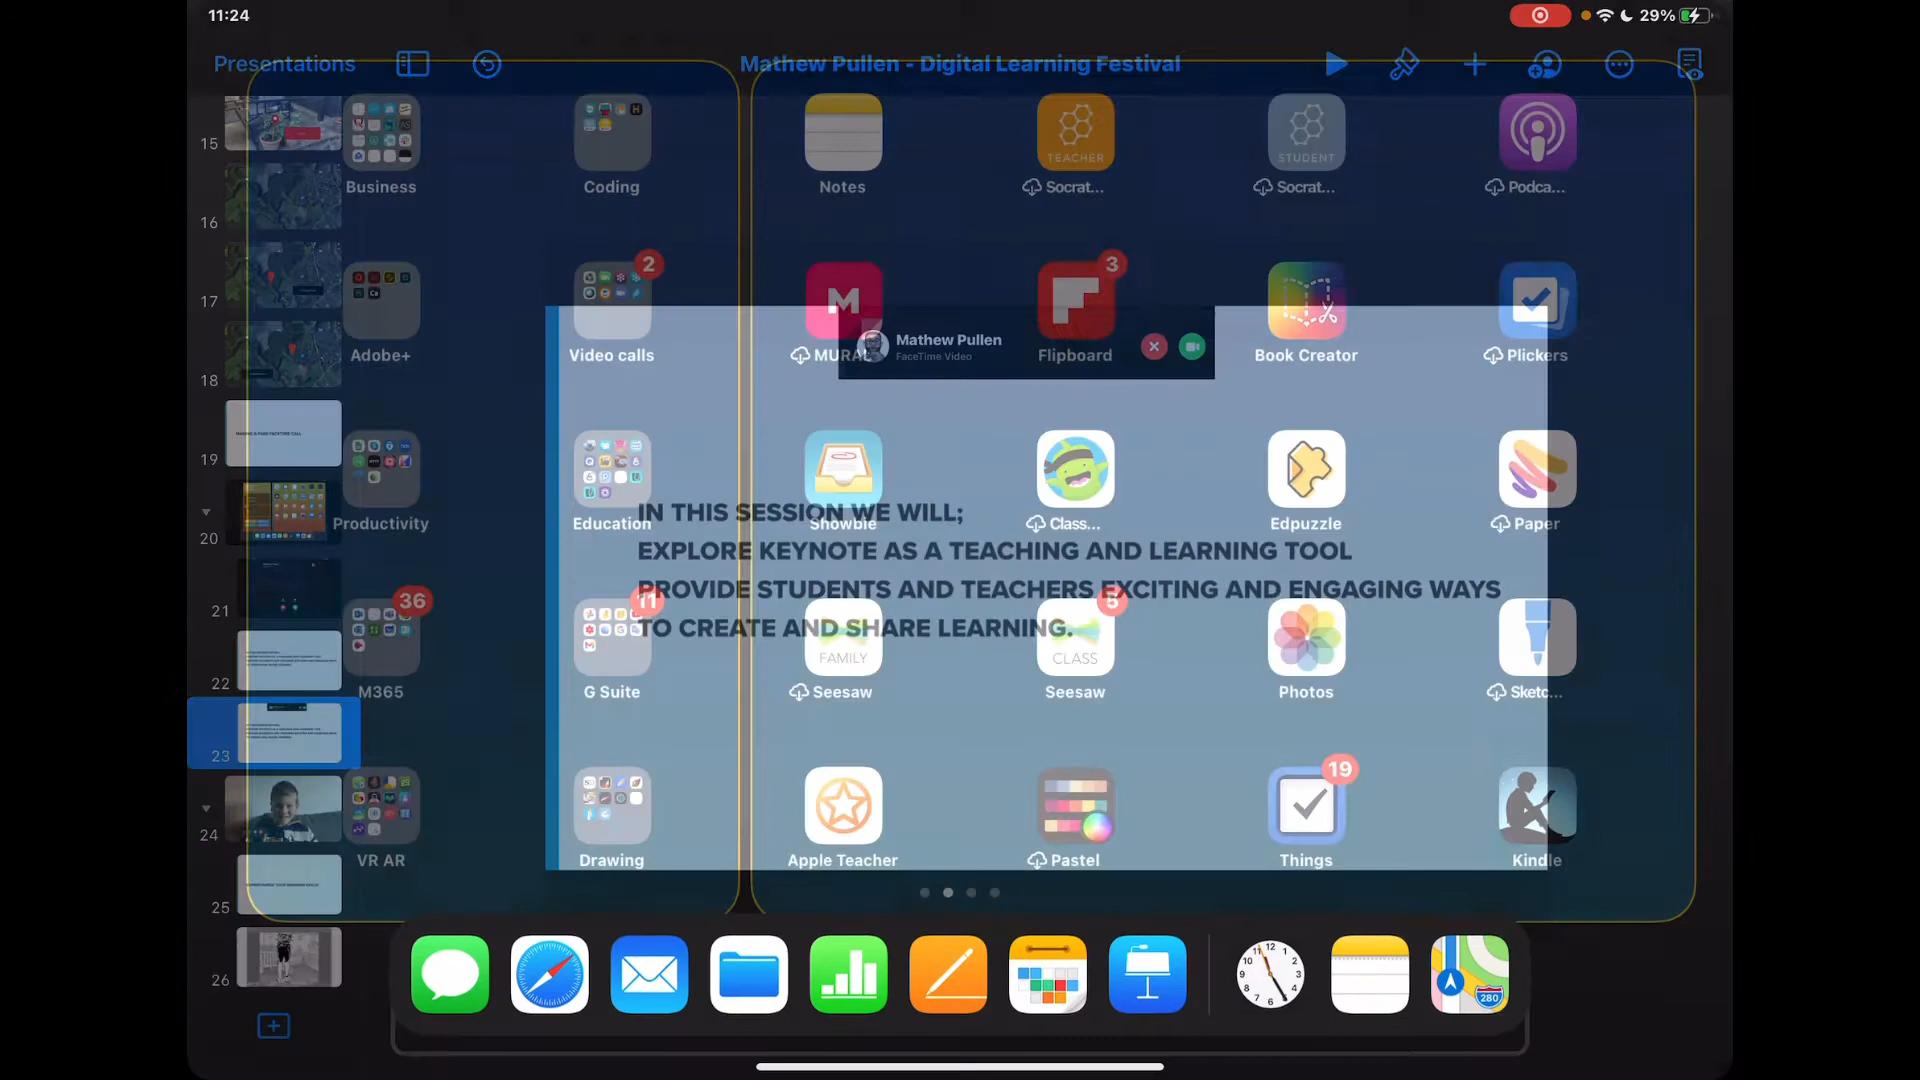 11:24
29%
Presentations
Mathew Pullen - Digital Learning Festival
15
16
17
18
19
20
21
22
23
24
25
26
Business
Coding
Notes
TEACHER
Socrat...
STUDENT
Socrat...
Podca...
2
3
Adobe+
Video calls
MURAL
Mathew Pullen
FaceTime Video
Flipboard
Book Creator
Plickers
Productivity
Education
Showbie
Class...
Edpuzzle
Paper
IN THIS SESSION WE WILL;
EXPLORE KEYNOTE AS A TEACHING AND LEARNING TOOL
PROVIDE STUDENTS AND TEACHERS EXCITING AND ENGAGING WAYS
TO CREATE AND SHARE LEARNING.
36
11
5
FAMILY
CLASS
M365
G Suite
Seesaw
Seesaw
Photos
Sketc...
19
VR AR
Drawing
Apple Teacher
Pastel
Things
Kindle
280